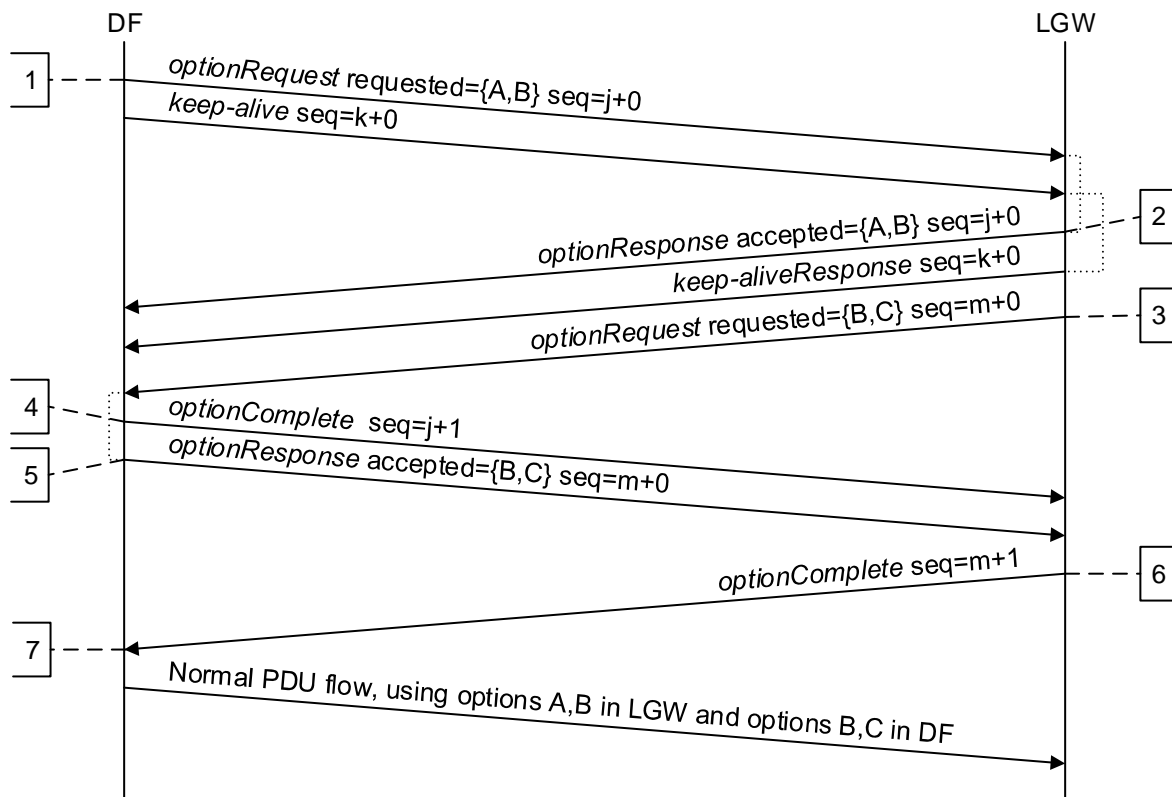 DF
LGW
1
optionRequest requested={A,B} seq=j+0
keep-alive seq=k+0
2
optionResponse accepted={A,B} seq=j+0
keep-aliveResponse seq=k+0
3
optionRequest requested={B,C} seq=m+0
4
optionComplete seq=j+1
5
optionResponse accepted={B,C} seq=m+0
6
optionComplete seq=m+1
7
Normal PDU flow, using options A,B in LGW and options B,C in DF